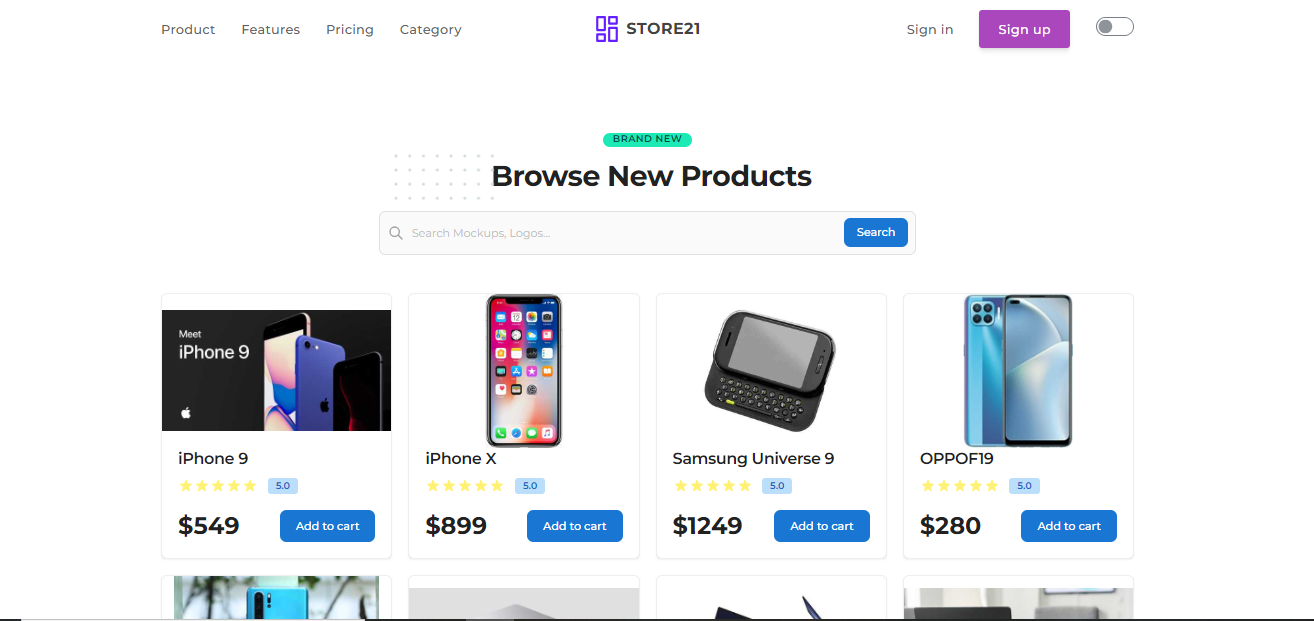 Product Features Pricing Category STORE21 Sign in Sign up
BRAND NEW
Browse New Products
Search Mockups, Logos... Search
Meet
iPhone 9
iPhone 9 iPhone X Samsung Universe 9 OPPOF19
5.0 5.0 5.0 5.0
$549 Add to cart $899 Add to cart $1249 Add to cart $280 Add to cart